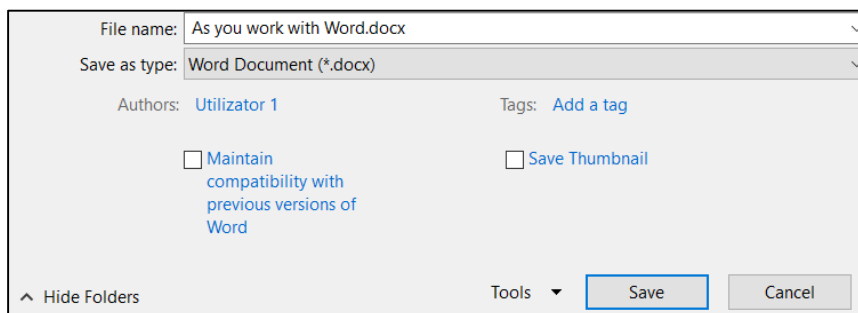 File name: As you work with Word.docx
Save as type: Word Document (*.docx)
Authors: Utilizator 1 Tags: Add a tag
Maintain Save Thumbnail
compatibility with
previous versions of
Word
Hide Folders Tools Save Cancel